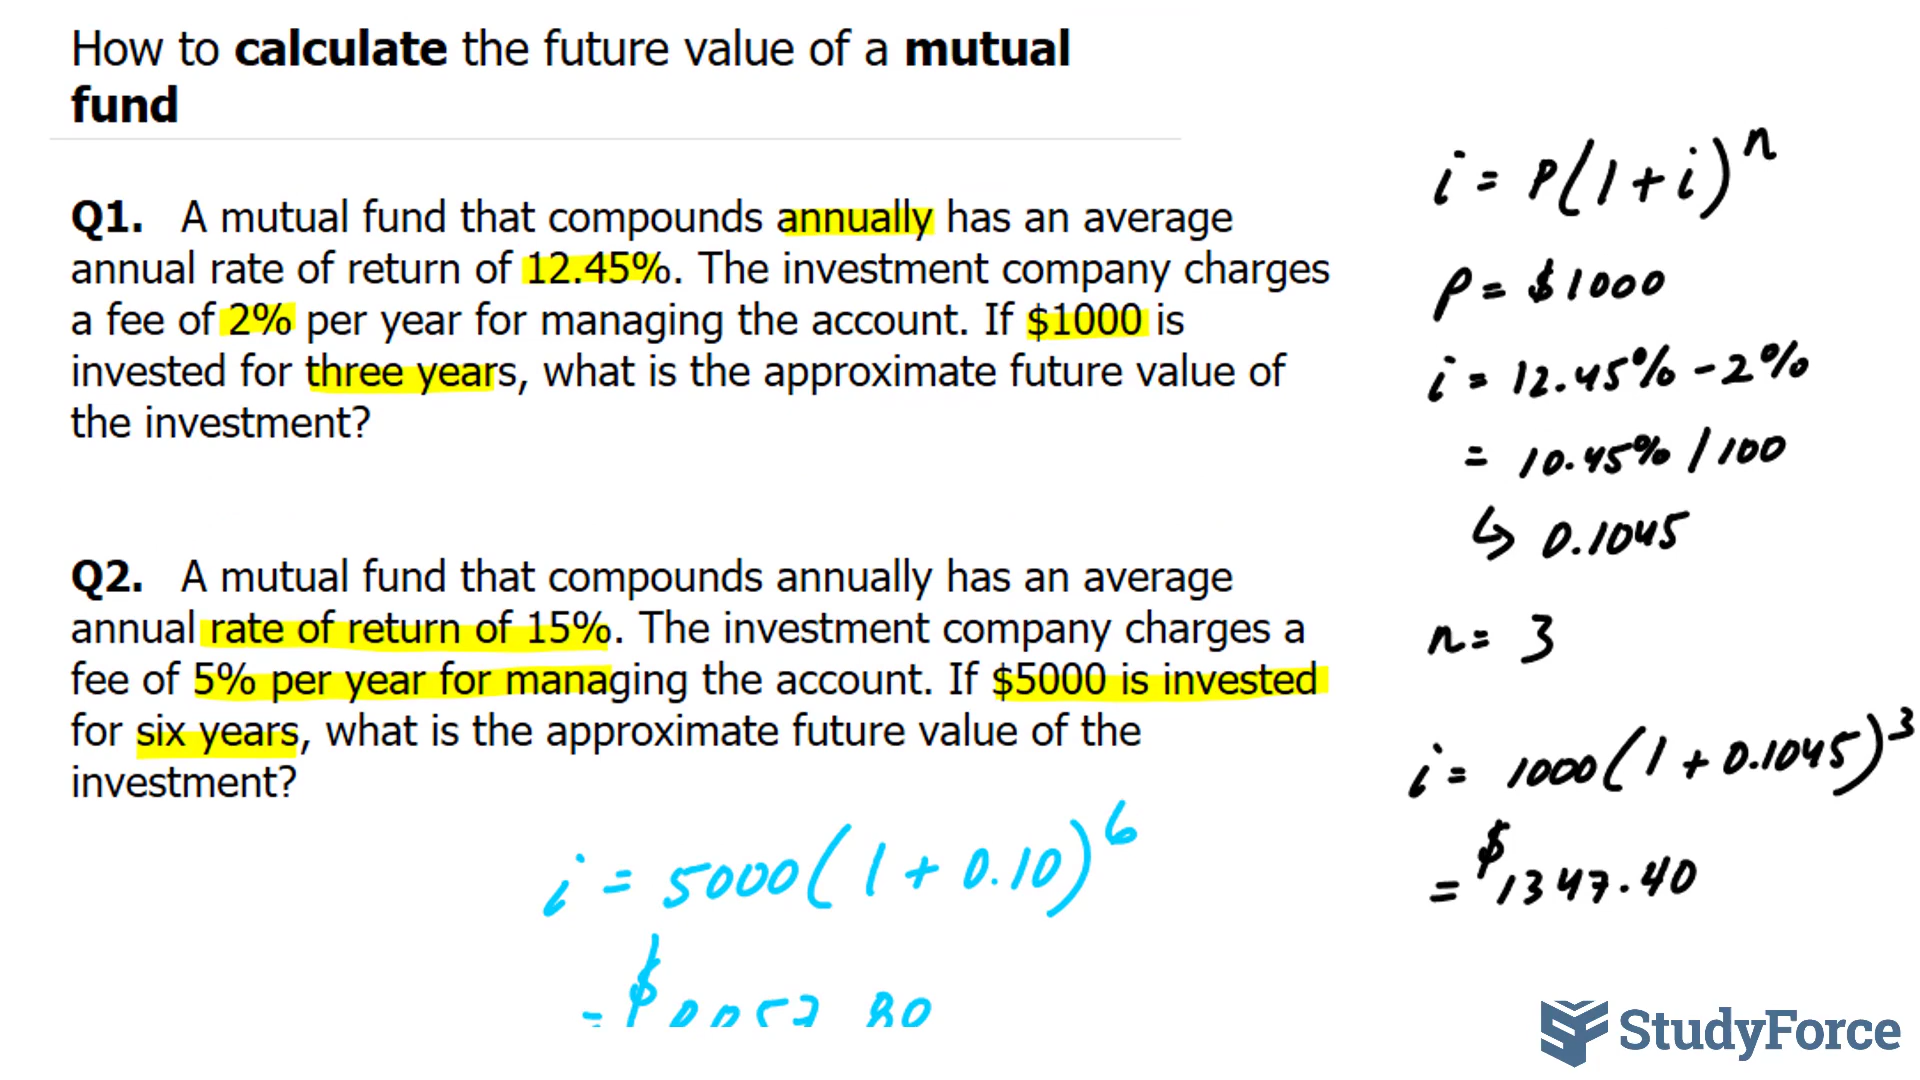 How to calculate the future value of a mutual
fund
Q1. A mutual fund that compounds annually has an average
annual rate of return of 12.45%. The investment company charges
a fee of 2% per year for managing the account. If $1000 is
invested for three years, what is the approximate future value of
the investment?
Q2. A mutual fund that compounds annually has an average
annual rate of return of 15%. The investment company charges a
fee of 5% per year for managing the account. If $5000 is invested
for six years, what is the approximate future value of the
investment?
i = 5000(1 + 0.10)^6
i = P(1+i)^n
P = $1000
i = 12.45% - 2%
= 10.45% / 100
↳ 0.1045
n = 3
i = 1000(1 + 0.1045)^3
= $1347.40
StudyForce